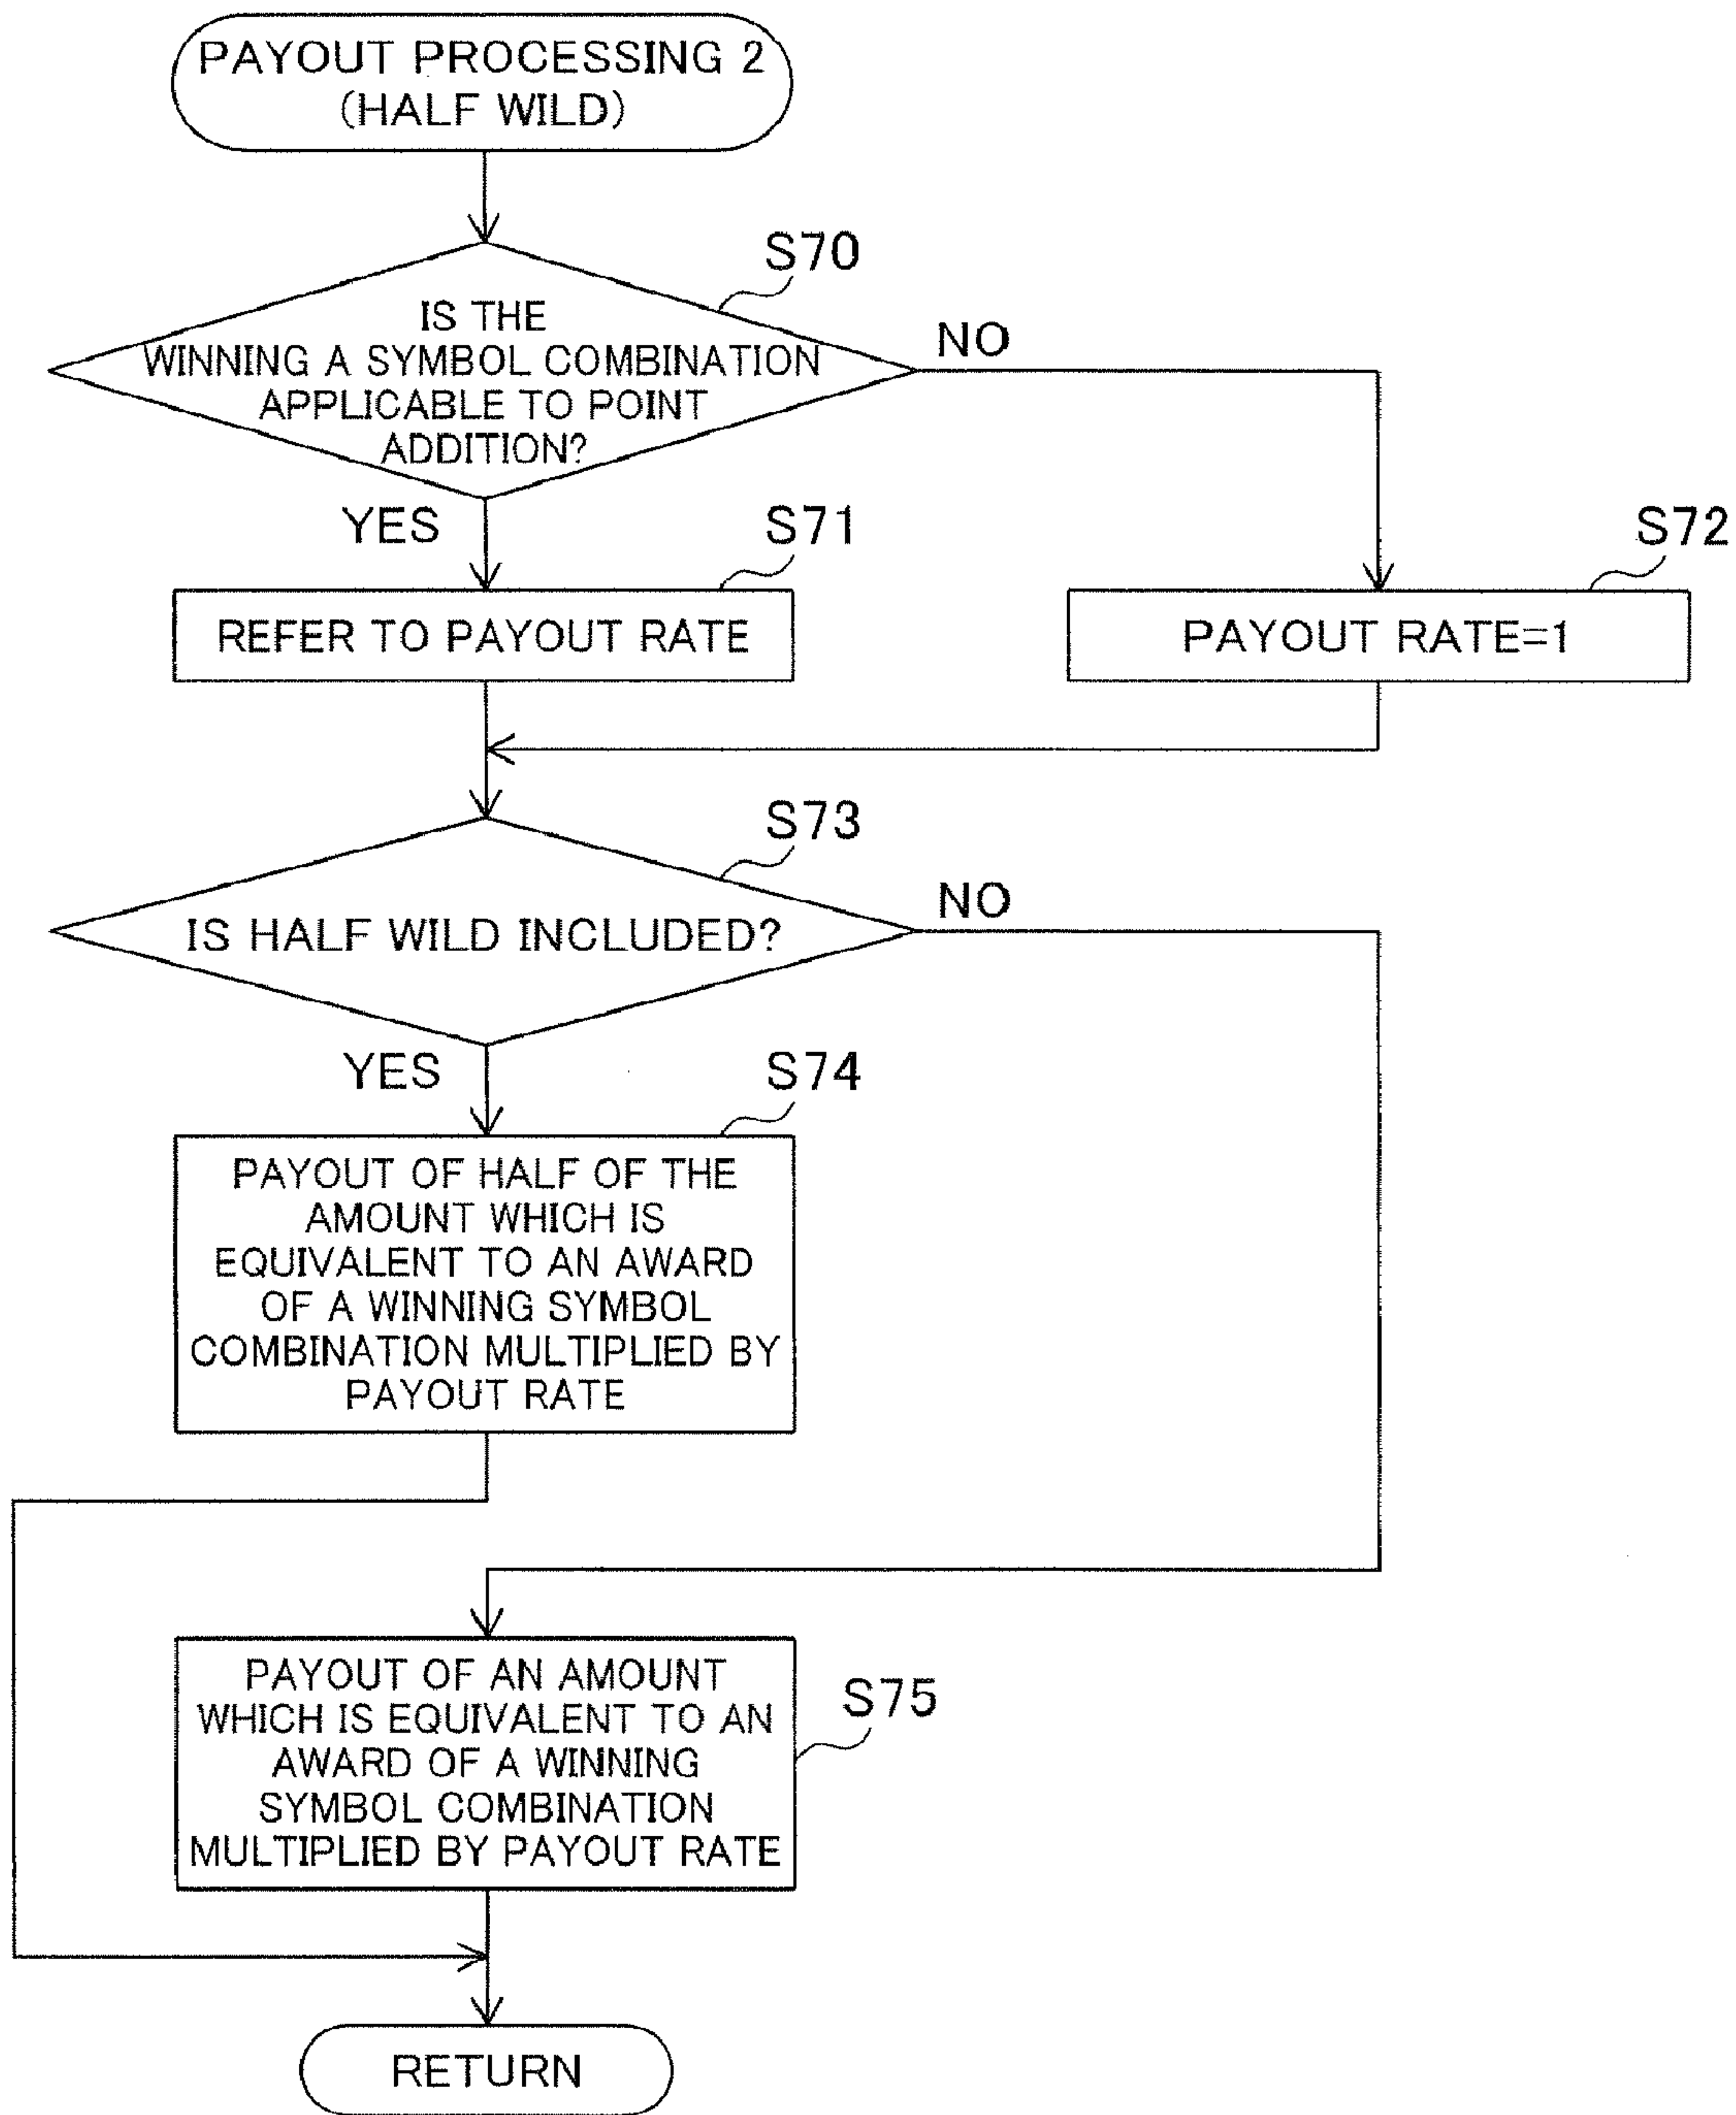 PAYOUT PROCESSING 2
(HALF WILD)
S70
IS THE
WINNING A SYMBOL COMBINATION
APPLICABLE TO POINT
ADDITION?
NO
YES
S71
S72
REFER TO PAYOUT RATE
PAYOUT RATE=1
S73
IS HALF WILD INCLUDED?
NO
YES
S74
PAYOUT OF HALF OF THE
AMOUNT WHICH IS
EQUIVALENT TO AN AWARD
OF A WINNING SYMBOL
COMBINATION MULTIPLIED BY
PAYOUT RATE
PAYOUT OF AN AMOUNT
WHICH IS EQUIVALENT TO AN
AWARD OF A WINNING
SYMBOL COMBINATION
MULTIPLIED BY PAYOUT RATE
S75
RETURN